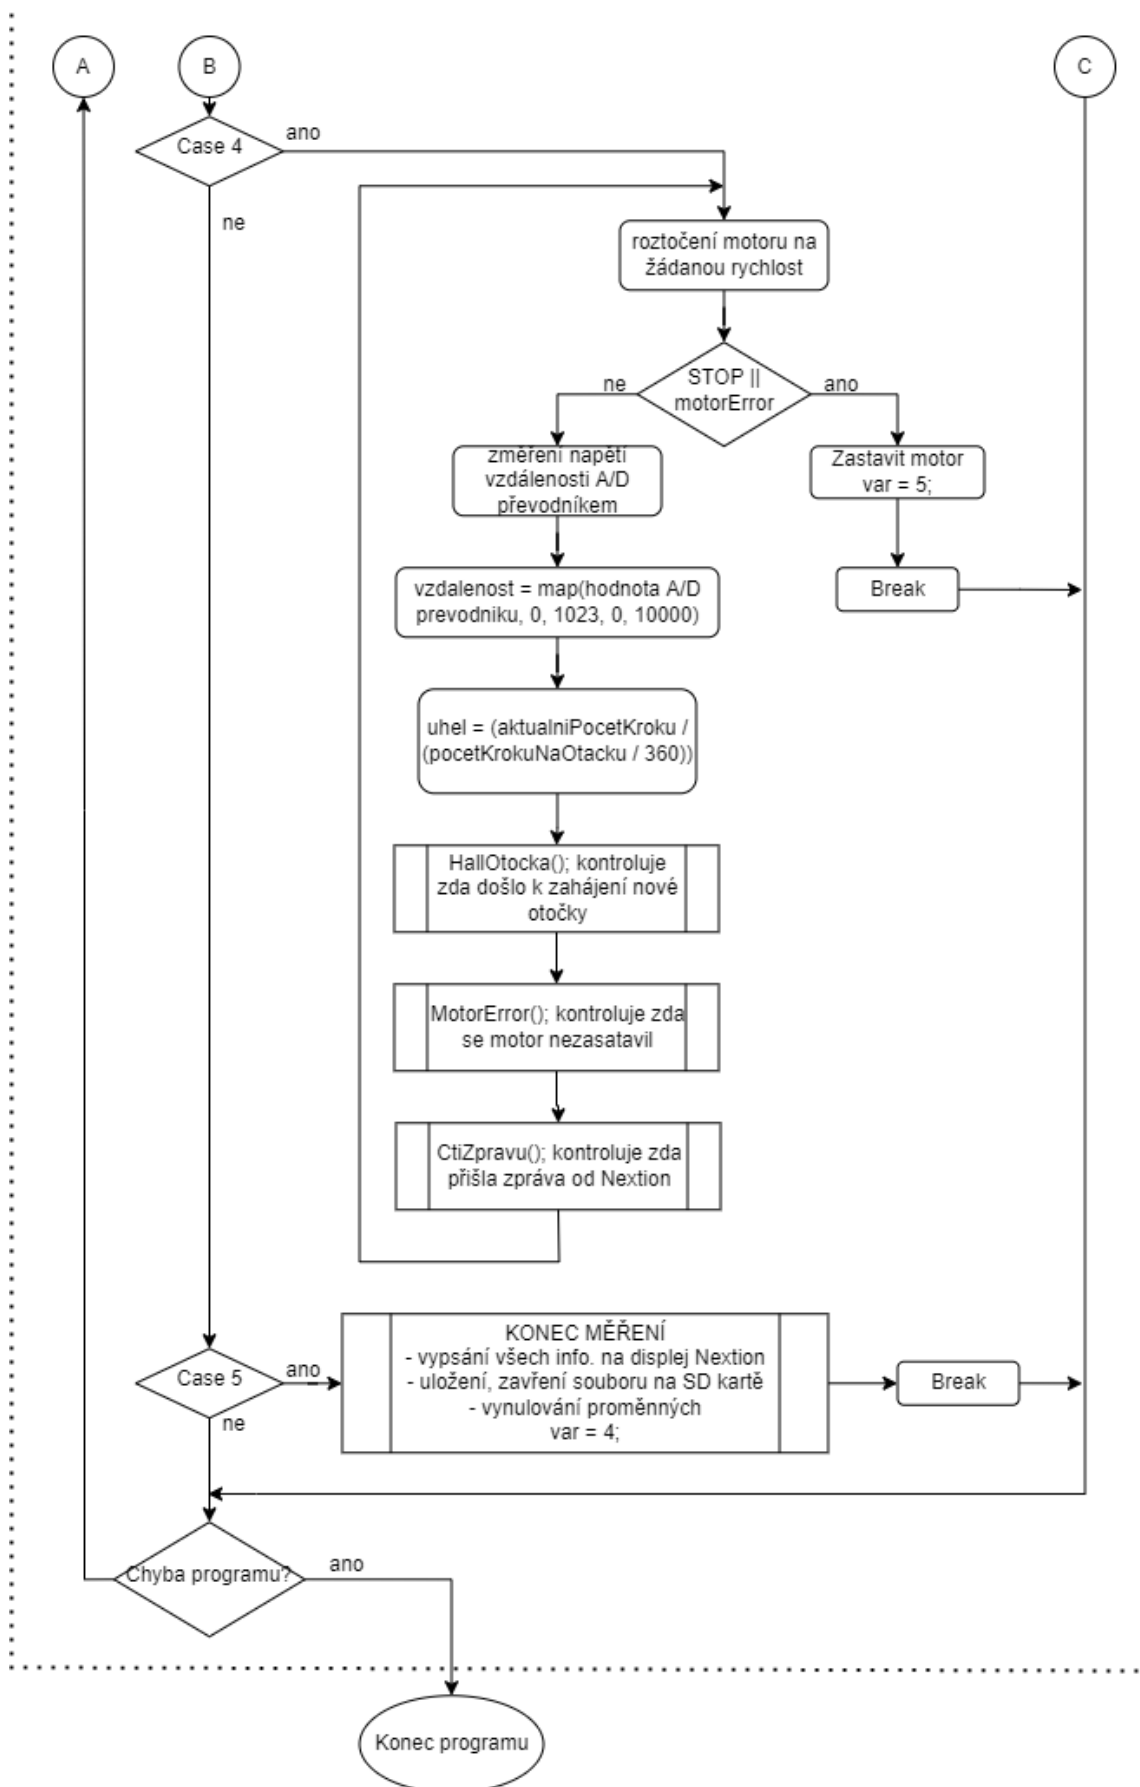 A
B
C
Case 4
ano
ne
roztočení motoru na
žádanou rychlost
STOP ||
motorError
ne
ano
změření napětí
vzdálenosti A/D
převodníkem
Zastavit motor
var = 5;
vzdalenost = map(hodnota A/D
prevodniku, 0, 1023, 0, 10000)
Break
uhel = (aktualniPocetKroku /
(pocetKrokuNaOtacku / 360))
HallOtocka(); kontroluje
zda došlo k zahájení nové
otočky
MotorError(); kontroluje zda
se motor nezasatavil
CtiZpravu(); kontroluje zda
přišla zpráva od Nextion
Case 5
ano
ne
KONEC MĚŘENÍ
- vypsání všech info. na displej Nextion
- uložení, zavření souboru na SD kartě
- vynulování proměnných
var = 4;
Break
Chyba programu?
ano
Konec programu